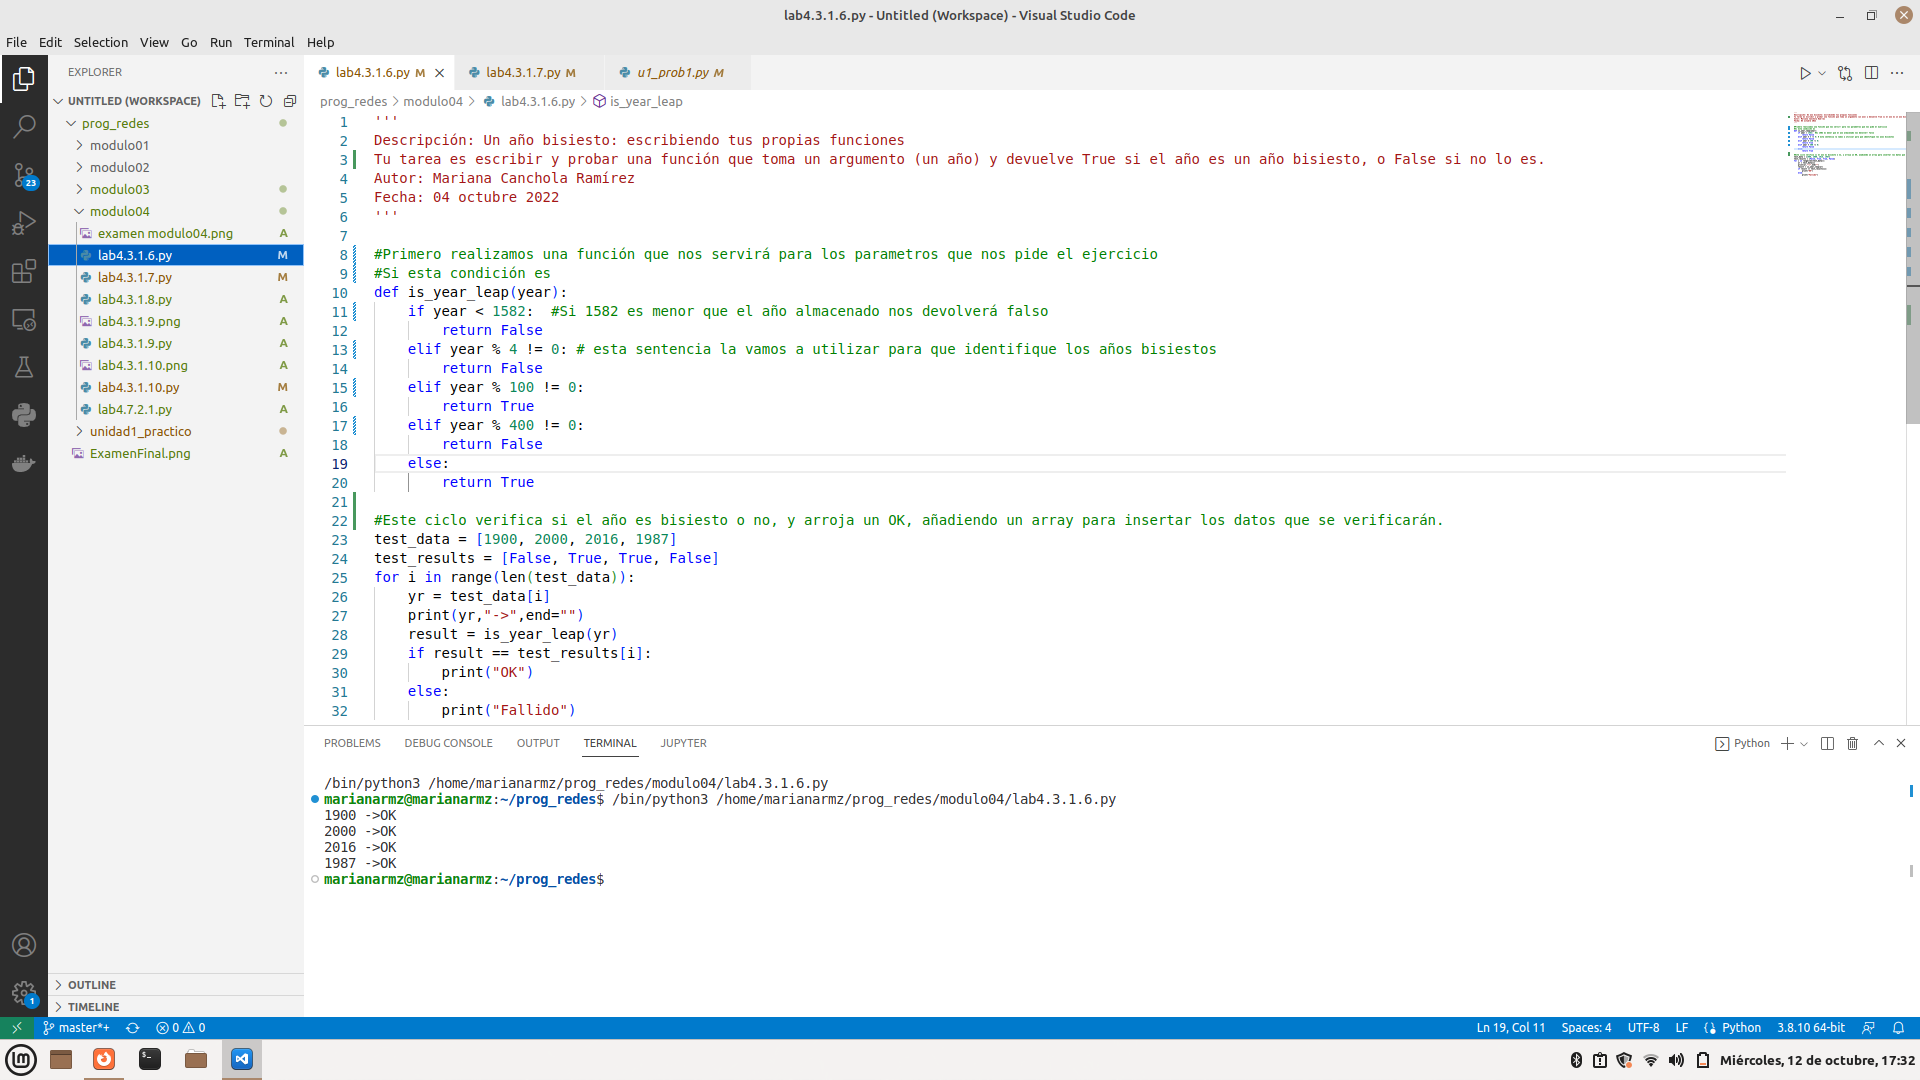 lab4.3.1.6.py - Untitled (Workspace) - Visual Studio Code
File Edit Selection View Go Run Terminal Help
EXPLORER
lab4.3.1.6.py M
lab4.3.1.7.py M
u1_prob1.py M
UNTITLED (WORKSPACE)
prog_redes
modulo01
modulo02
modulo03
modulo04
examen modulo04.png A
lab4.3.1.6.py M
lab4.3.1.7.py M
lab4.3.1.8.py A
lab4.3.1.9.png A
lab4.3.1.9.py A
lab4.3.1.10.png A
lab4.3.1.10.py M
lab4.7.2.1.py A
unidad1_practico
ExamenFinal.png A
OUTLINE
TIMELINE
23
1
prog_redes > modulo04 > lab4.3.1.6.py > is_year_leap
1 '''
2 Descripción: Un año bisiesto: escribiendo tus propias funciones
3 Tu tarea es escribir y probar una función que toma un argumento (un año) y devuelve True si el año es un año bisiesto, o False si no lo es.
4 Autor: Mariana Canchola Ramírez
5 Fecha: 04 octubre 2022
6 '''
7
8 #Primero realizamos una función que nos servirá para los parametros que nos pide el ejercicio
9 #Si esta condición es
10 def is_year_leap(year):
11     if year < 1582:  #Si 1582 es menor que el año almacenado nos devolverá falso
12         return False
13     elif year % 4 != 0: # esta sentencia la vamos a utilizar para que identifique los años bisiestos
14         return False
15     elif year % 100 != 0:
16         return True
17     elif year % 400 != 0:
18         return False
19     else:
20         return True
21
22 #Este ciclo verifica si el año es bisiesto o no, y arroja un OK, añadiendo un array para insertar los datos que se verificarán.
23 test_data = [1900, 2000, 2016, 1987]
24 test_results = [False, True, True, False]
25 for i in range(len(test_data)):
26     yr = test_data[i]
27     print(yr,"->",end="")
28     result = is_year_leap(yr)
29     if result == test_results[i]:
30         print("OK")
31     else:
32         print("Fallido")
PROBLEMS DEBUG CONSOLE OUTPUT TERMINAL JUPYTER
Python
/bin/python3 /home/marianarmz/prog_redes/modulo04/lab4.3.1.6.py
marianarmz@marianarmz:~/prog_redes$ /bin/python3 /home/marianarmz/prog_redes/modulo04/lab4.3.1.6.py
1900 ->OK
2000 ->OK
2016 ->OK
1987 ->OK
marianarmz@marianarmz:~/prog_redes$
master*+ 0 0 Ln 19, Col 11 Spaces: 4 UTF-8 LF Python 3.8.10 64-bit
Miércoles, 12 de octubre, 17:32